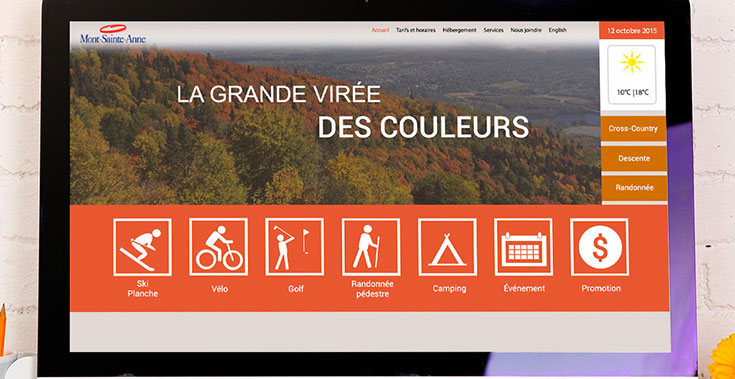 Mont-Sainte-Anne
Accueil Tarifs et horaires Hébergement Services Nous joindre English
12 octobre 2015
10°C |18°C
LA GRANDE VIRÉE
DES COULEURS
Cross-Country
Descente
Randonnée
Ski
Planche
Vélo
Golf
Randonnée
pédestre
Camping
Événement
$
Promotion